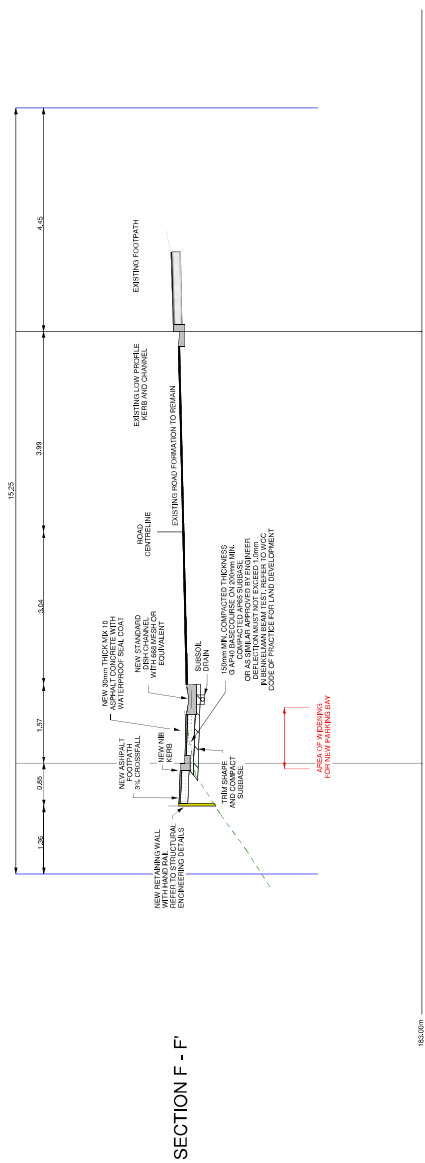 15.25
1.36
0.85
1.57
3.04
3.99
4.45
NEW RETAINING WALL
WITH HAND RAIL
REFER TO STRUCTURAL
ENGINEERING DETAILS
NEW ASHPALT
FOOTPATH
3% CROSSFALL
NEW NIB
KERB
NEW 30mm THICK MIX 10
ASPHALT CONCRETE WITH
WATERPROOF SEAL COAT
NEW STANDARD
DISH CHANNEL
WITH 668 MESH OR
EQUIVALENT
ROAD
CENTRELINE
EXISTING LOW PROFILE
KERB AND CHANNEL
EXISTING FOOTPATH
EXISTING ROAD FORMATION TO REMAIN
SUBSOIL
DRAIN
TRIM SHAPE
AND COMPACT
SUBBASE
150mm MIN. COMPACTED THICKNESS
G AP40 BASECOURSE ON 200mm MIN.
COMPACTED AP65 SUBBASE
OR AS SIMILAR APPROVED BY ENGINEER
DEFLECTION MUST NOT EXCEED 1.0mm
IN BENKELMAN BEAM TEST. REFER TO WCC
CODE OF PRACTICE FOR LAND DEVELOPMENT
AREA OF WIDENING
FOR NEW PARKING BAY
163.00m
SECTION F - F'